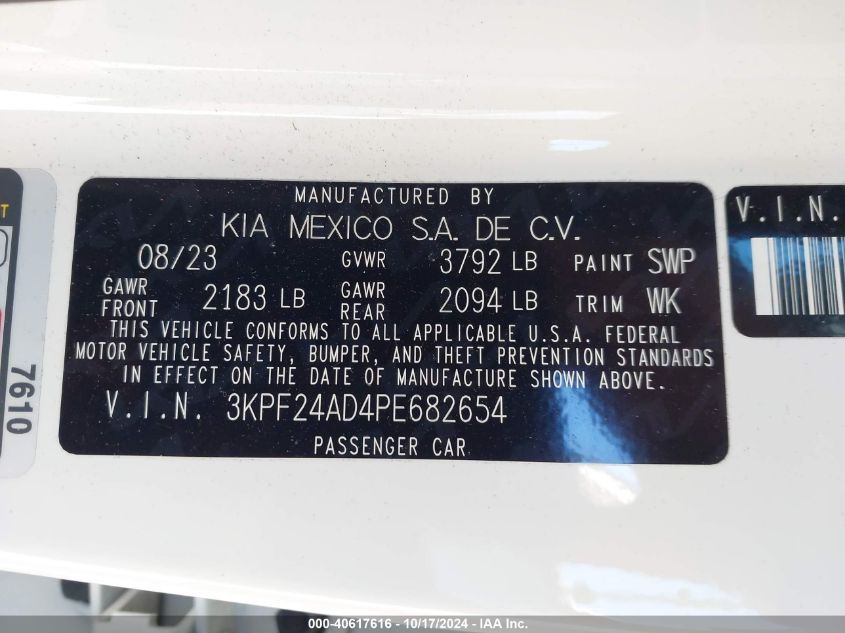 MANUFACTURED BY
KIA MEXICO S.A. DE C.V.
08/23 GVWR 3792 LB PAINT SWP
GAWR FRONT 2183 LB GAWR REAR 2094 LB TRIM WK
THIS VEHICLE CONFORMS TO ALL APPLICABLE U.S.A. FEDERAL
MOTOR VEHICLE SAFETY, BUMPER, AND THEFT PREVENTION STANDARDS
IN EFFECT ON THE DATE OF MANUFACTURE SHOWN ABOVE.
V.I.N. 3KPF24AD4PE682654
PASSENGER CAR
V.I.N.
7610
000-40617616 - 10/17/2024 - IAA Inc.